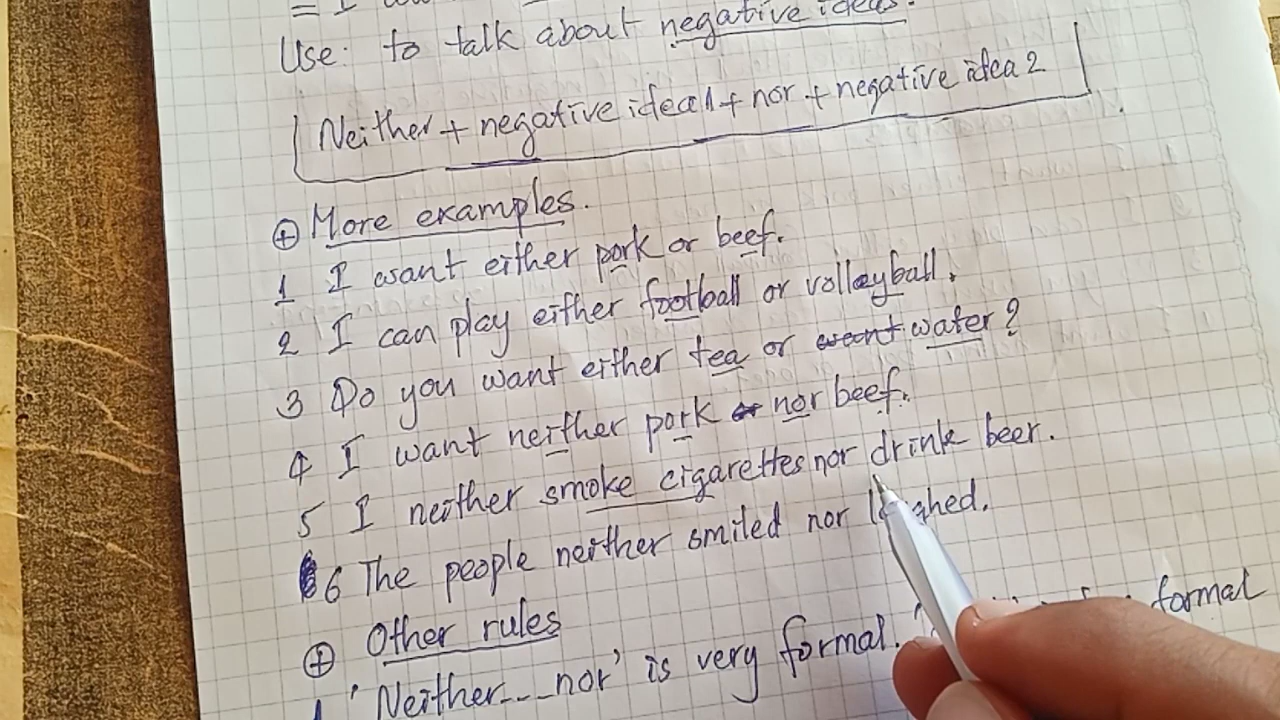 = I
Use: to talk about negative ideas.
Neither + negative idea 1 + nor + negative idea 2
+ More examples.
1 I want either pork or beef.
2 I can play either football or volleyball.
3 Do you want either tea or want water?
4 I want neither pork or nor beef.
5 I neither smoke cigarettes nor drink beer.
6 The people neither smiled nor laughed.
+ Other rules
1 'Neither...nor' is very formal. formal